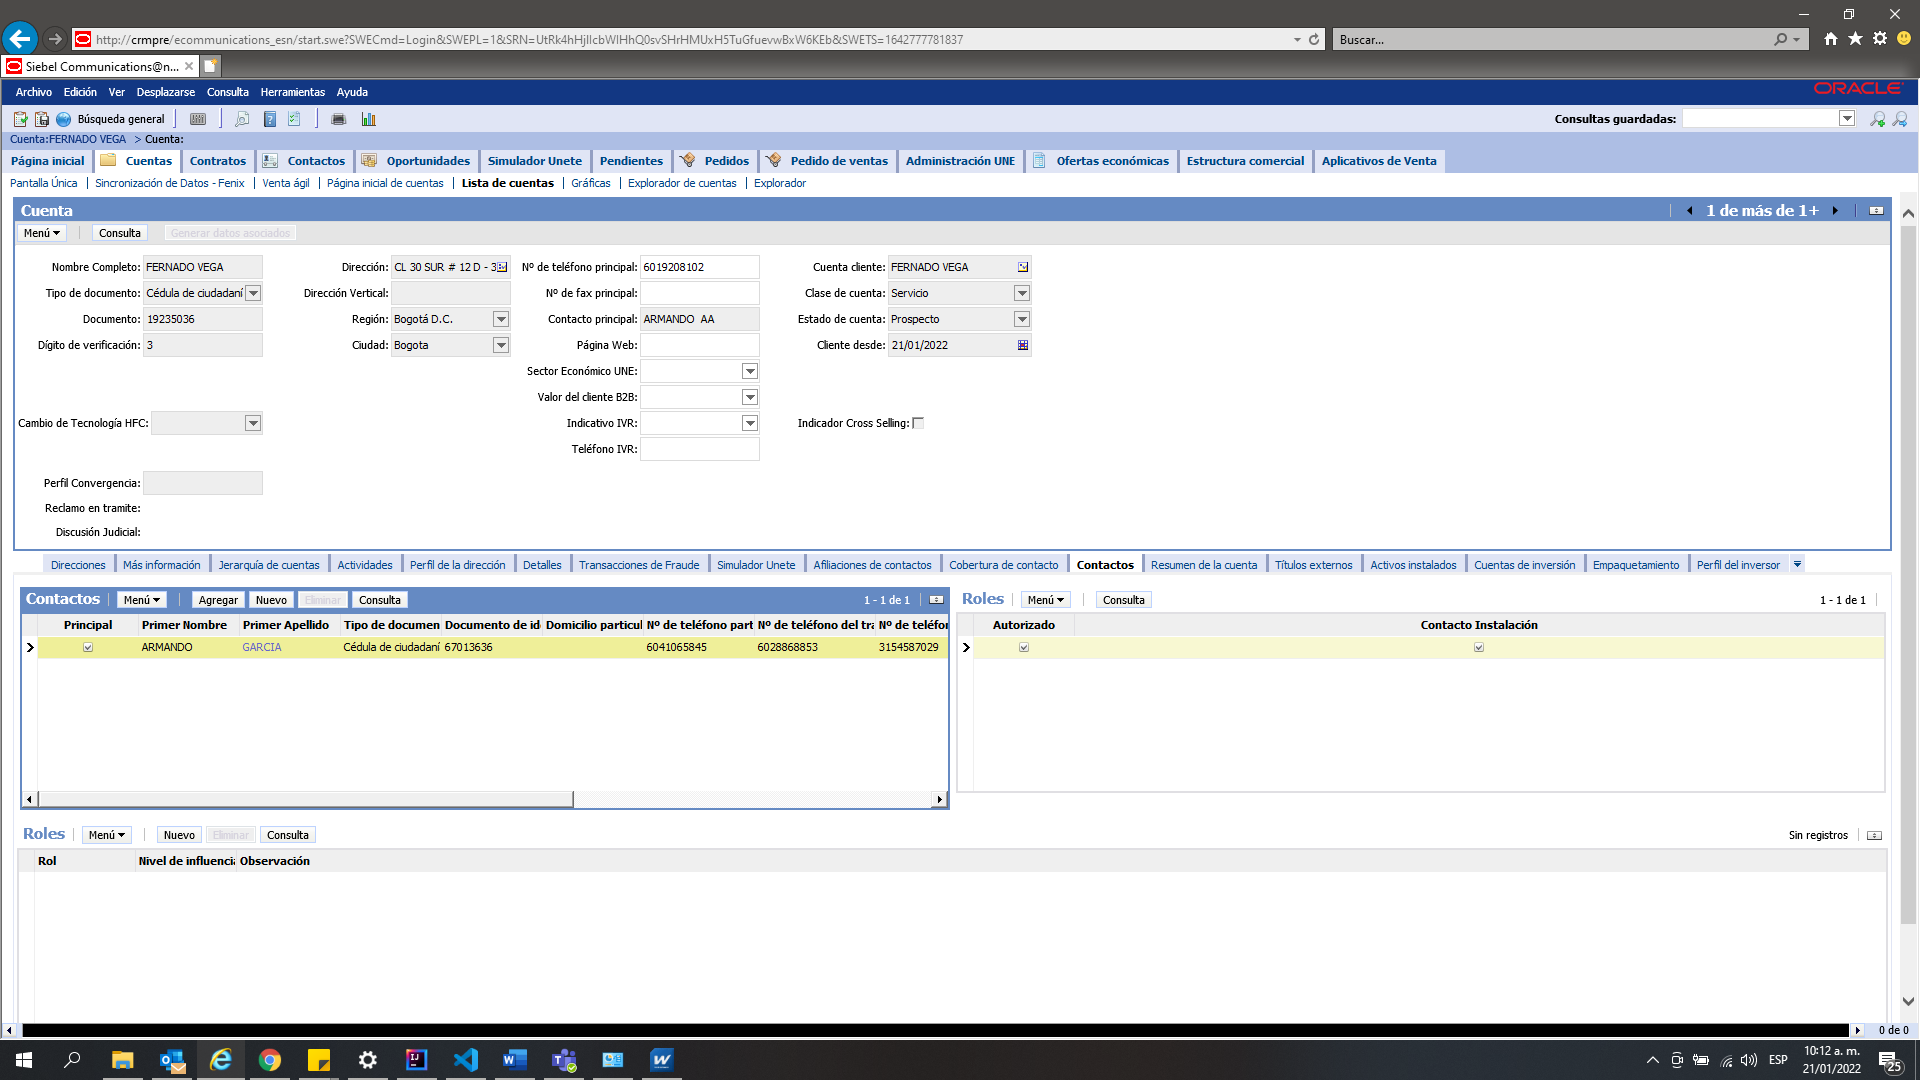 http://crmpre/ecommunications_esn/start.swe?SWECmd=Login&SWEPL=1&SRN=UtRk4hHjIlcbWlHhQ0svSHrHMUxH5TuGfuevwBxW6KEb&SWETS=1642777781837
Buscar...
Siebel Communications@n...
Archivo Edición Ver Desplazarse Consulta Herramientas Ayuda
ORACLE
Búsqueda general
Consultas guardadas:
Cuenta:FERNADO VEGA > Cuenta:
Página inicial Cuentas Contratos Contactos Oportunidades Simulador Unete Pendientes Pedidos Pedido de ventas Administración UNE Ofertas económicas Estructura comercial Aplicativos de Venta
Pantalla Única Sincronización de Datos - Fenix Venta ágil Página inicial de cuentas Lista de cuentas Gráficas Explorador de cuentas Explorador
Cuenta
1 de más de 1+
Menú Consulta Generar datos asociados
Nombre Completo: FERNADO VEGA Dirección: CL 30 SUR # 12 D - 3 Nº de teléfono principal: 6019208102 Cuenta cliente: FERNADO VEGA
Tipo de documento: Cédula de ciudadaní Dirección Vertical: Nº de fax principal: Clase de cuenta: Servicio
Documento: 19235036 Región: Bogotá D.C. Contacto principal: ARMANDO AA Estado de cuenta: Prospecto
Dígito de verificación: 3 Ciudad: Bogota Página Web: Cliente desde: 21/01/2022
Sector Económico UNE:
Valor del cliente B2B:
Cambio de Tecnología HFC: Indicativo IVR: Indicador Cross Selling:
Teléfono IVR:
Perfil Convergencia:
Reclamo en tramite:
Discusión Judicial:
Direcciones Más información Jerarquía de cuentas Actividades Perfil de la dirección Detalles Transacciones de Fraude Simulador Unete Afiliaciones de contactos Cobertura de contacto Contactos Resumen de la cuenta Títulos externos Activos instalados Cuentas de inversión Empaquetamiento Perfil del inversor
Contactos Menú Agregar Nuevo Eliminar Consulta 1 - 1 de 1
Principal Primer Nombre Primer Apellido Tipo de documen Documento de id Domicilio particul Nº de teléfono part Nº de teléfono del tra Nº de teléfo
ARMANDO GARCIA Cédula de ciudadaní 67013636 6041065845 6028868853 3154587029
Roles Menú Consulta 1 - 1 de 1
Autorizado Contacto Instalación
Roles Menú Nuevo Eliminar Consulta Sin registros
Rol Nivel de influencia Observación
0 de 0
ESP
10:12 a. m.
21/01/2022
25